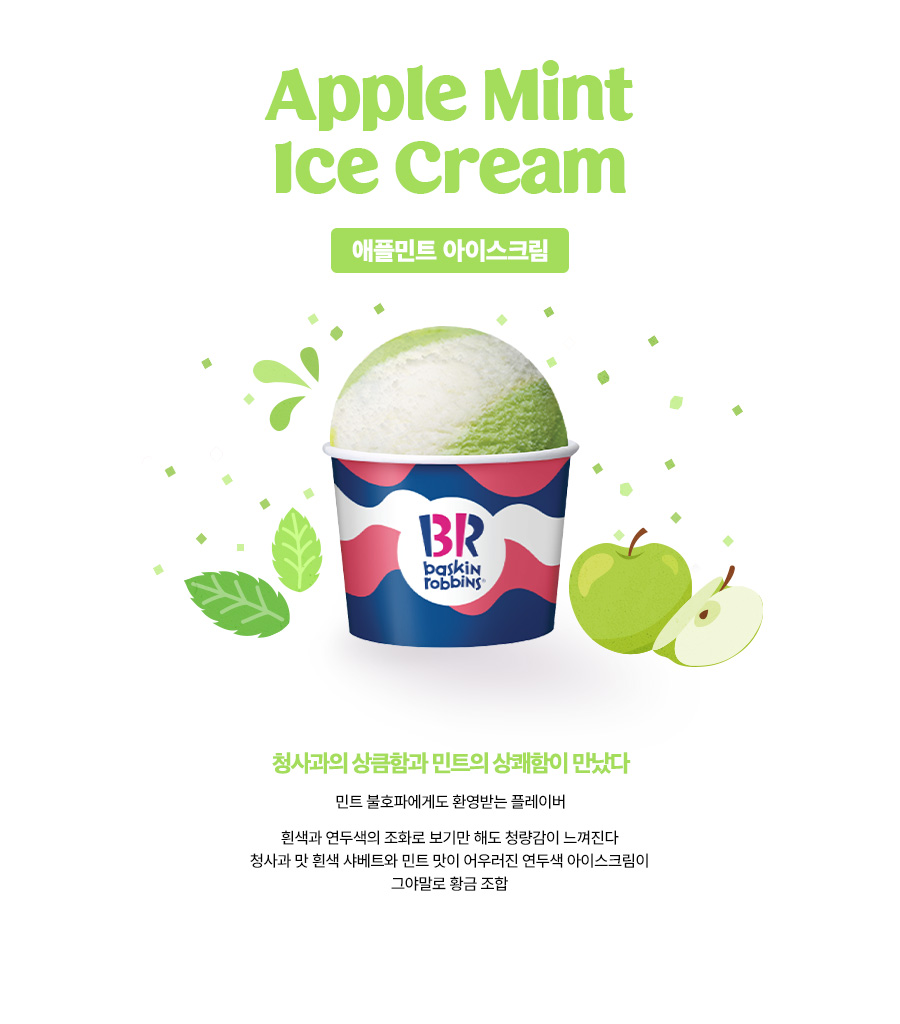 Apple Mint
Ice Cream
애플민트 아이스크림
BR
baskin
robbins®
청사과의 상큼함과 민트의 상쾌함이 만났다
민트 불호파에게도 환영받는 플레이버
흰색과 연두색의 조화로 보기만 해도 청량감이 느껴진다
청사과 맛 흰색 샤베트와 민트 맛이 어우러진 연두색 아이스크림이
그야말로 황금 조합